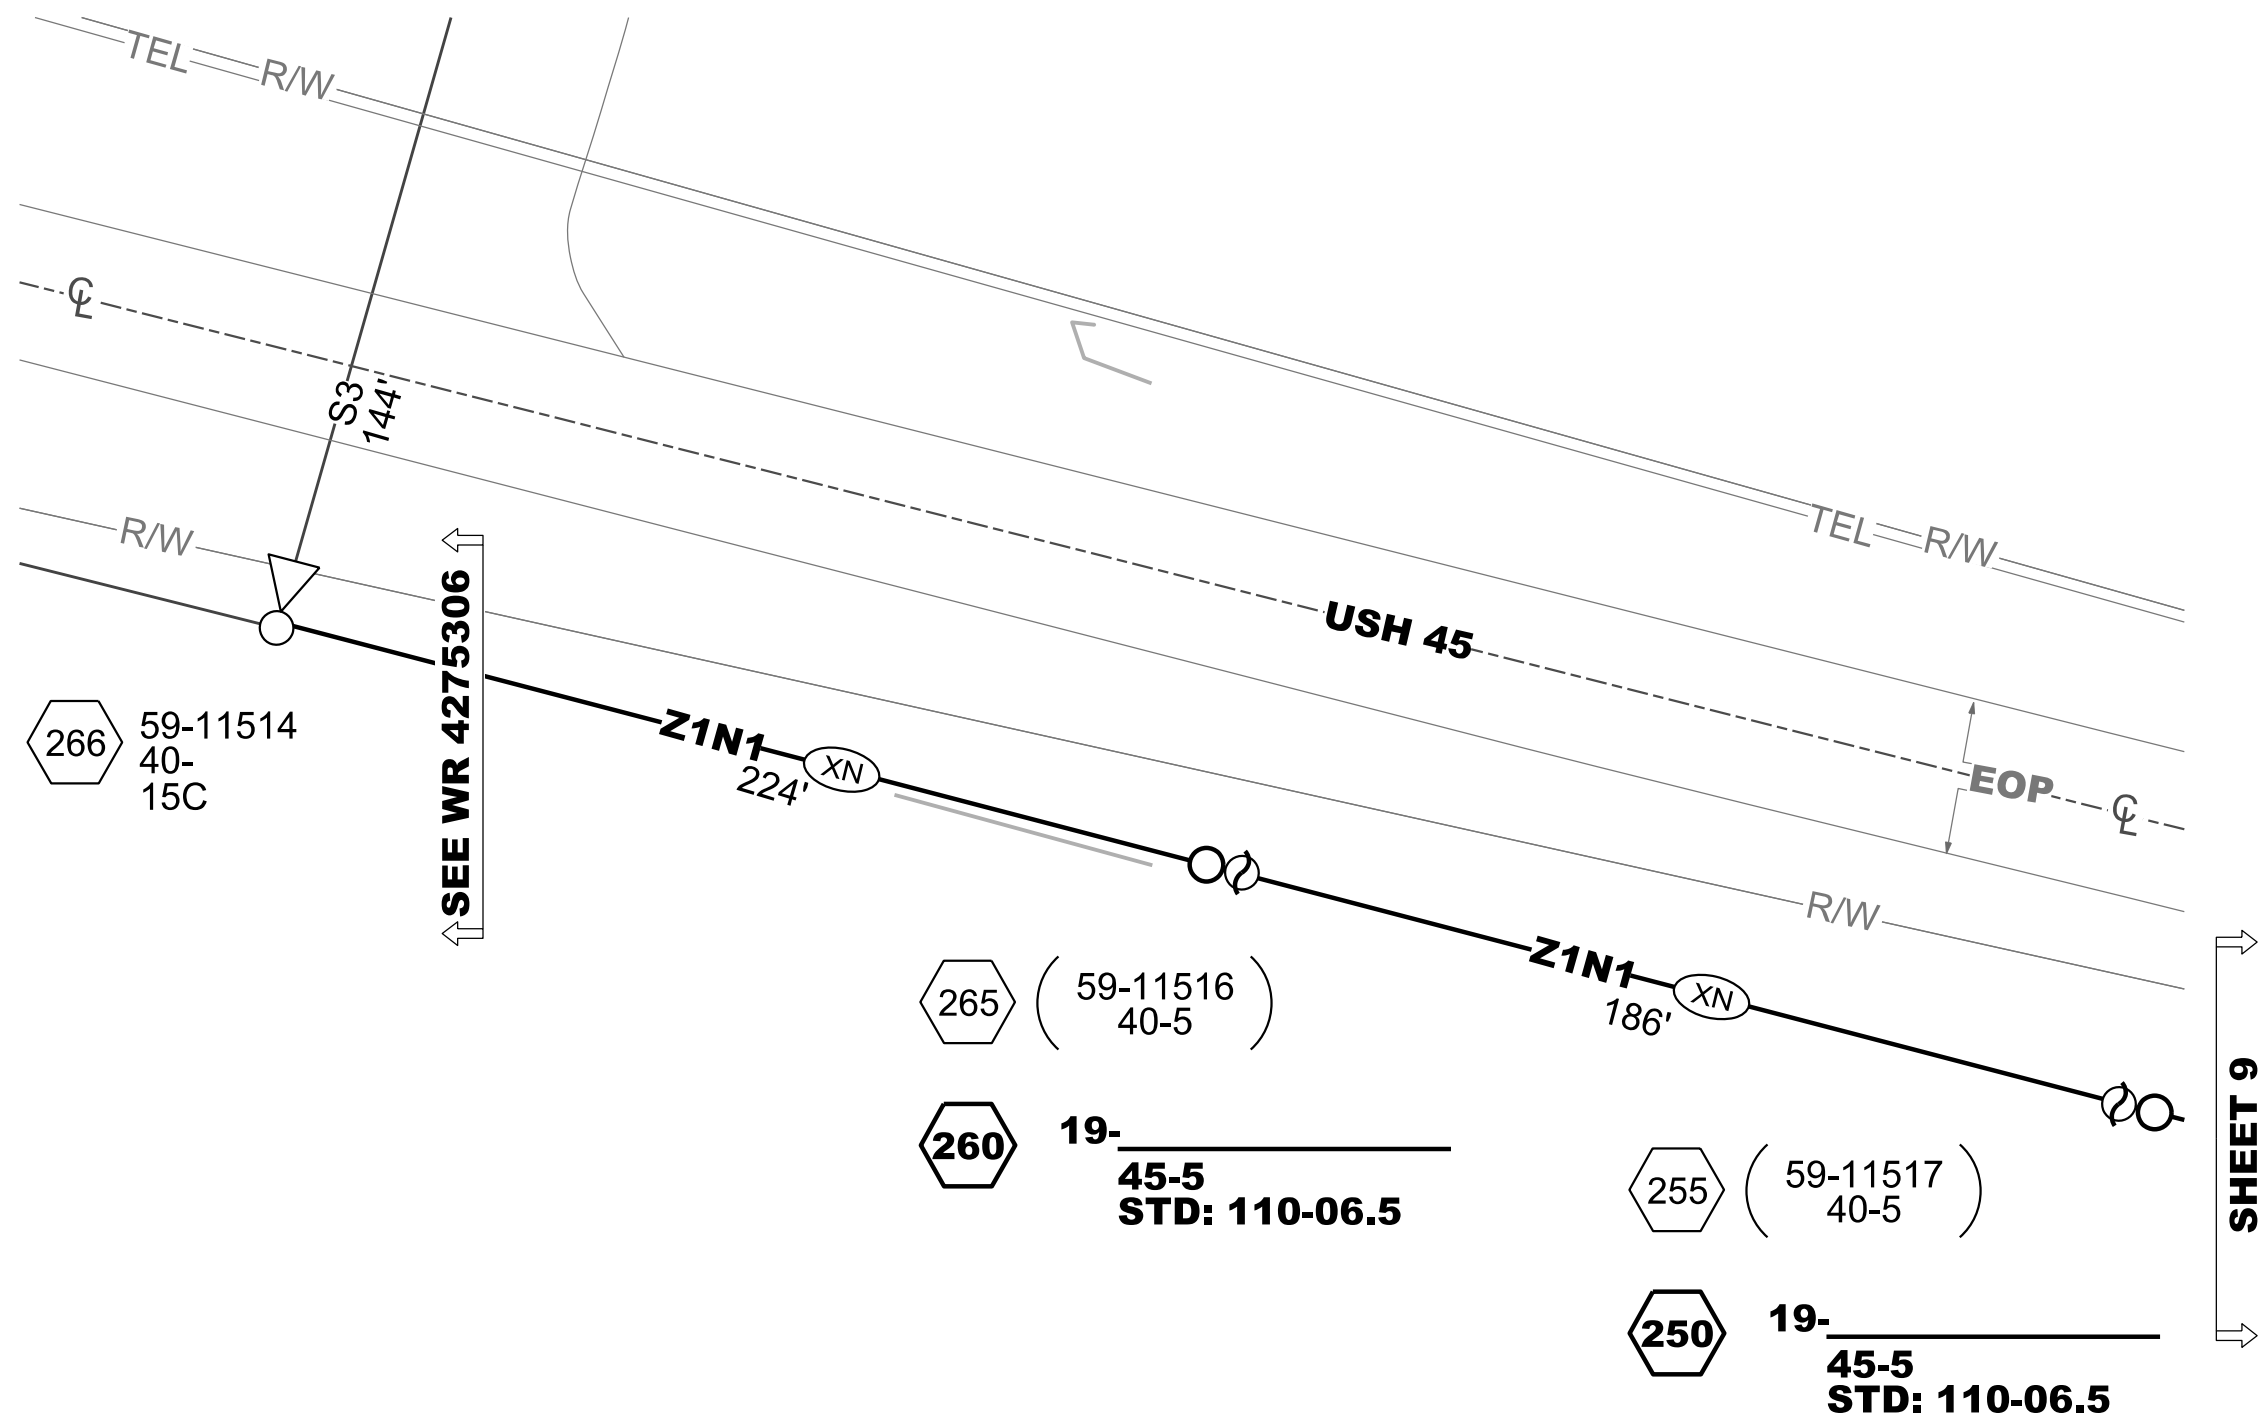 TEL
R/W
℄
S3
144'
R/W
SEE WR 4275306
266
59-11514
40-
15C
Z1N1
224'
XN
USH 45
TEL
R/W
EOP
℄
R/W
Z1N1
186'
XN
265
59-11516
40-5
260
19-
45-5
STD: 110-06.5
255
59-11517
40-5
250
19-
45-5
STD: 110-06.5
SHEET 9